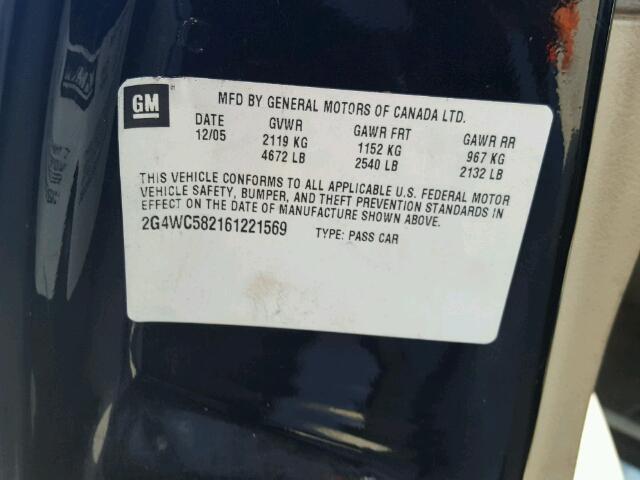 GM MFD BY GENERAL MOTORS OF CANADA LTD.
DATE GVWR GAWR FRT GAWR RR
12/05 2119 KG 1152 KG 967 KG
4672 LB 2540 LB 2132 LB
THIS VEHICLE CONFORMS TO ALL APPLICABLE U.S. FEDERAL MOTOR
VEHICLE SAFETY, BUMPER, AND THEFT PREVENTION STANDARDS IN
EFFECT ON THE DATE OF MANUFACTURE SHOWN ABOVE.
2G4WC582161221569 TYPE: PASS CAR